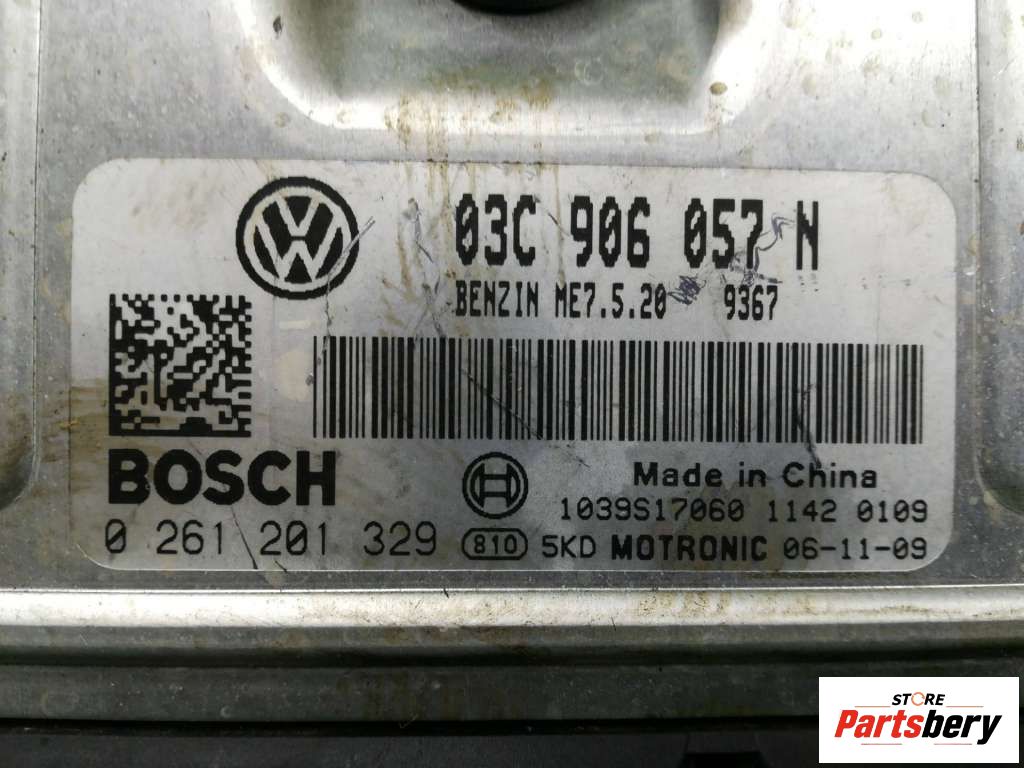 03C 906 057 N
BENZIN ME7.5.20 9367
BOSCH
Made in China
1039S17060 1142 0109
0 261 201 329 810 5KD MOTRONIC 06-11-09
STORE
Partsbery